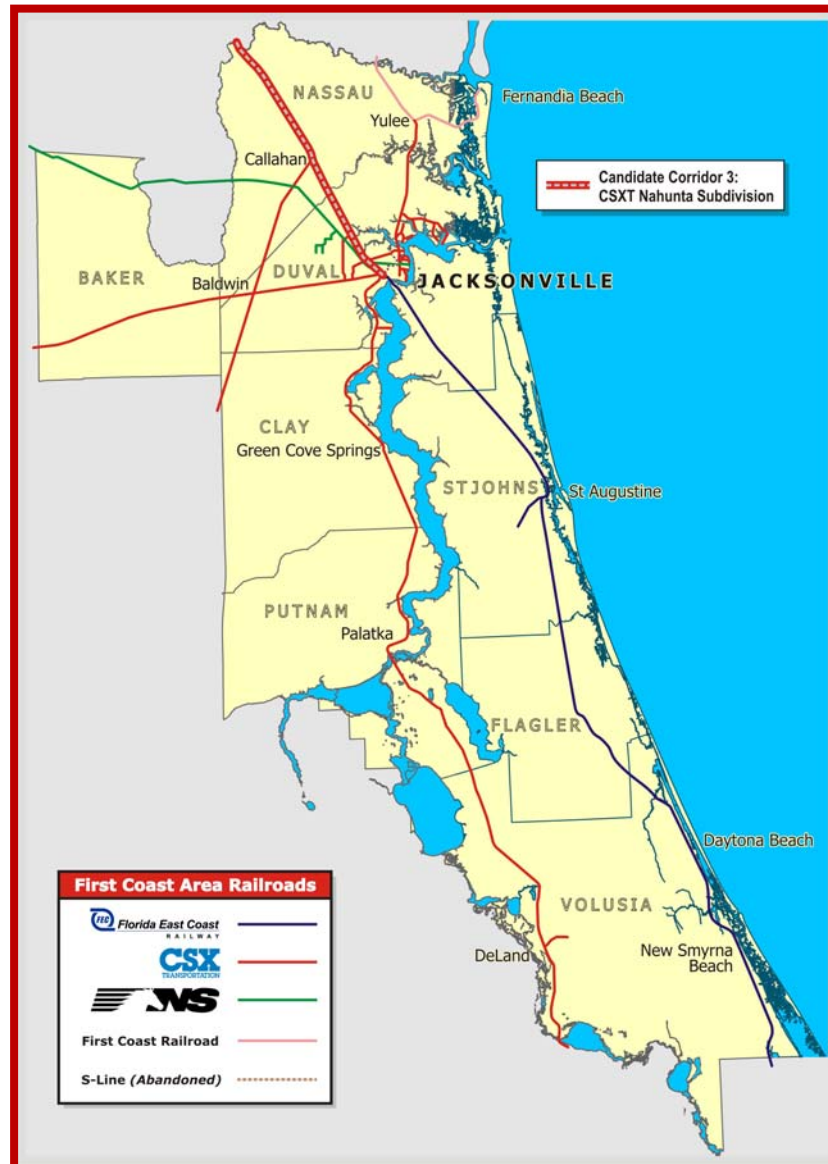 NASSAU
Fernandia Beach
Yulee
Callahan
Candidate Corridor 3:
CSXT Nahunta Subdivision
BAKER
Baldwin
DUVAL
JACKSONVILLE
CLAY
Green Cove Springs
STJOHNS
St Augustine
PUTNAM
Palatka
FLAGLER
Daytona Beach
VOLUSIA
DeLand
New Smyrna
Beach
First Coast Area Railroads
FEC
Florida East Coast
RAILWAY
CSX
TRANSPORTATION
NS
First Coast Railroad
S-Line (Abandoned)